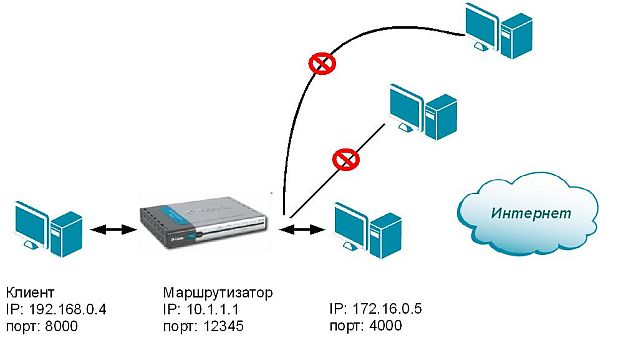 Интернет
Клиент
IP: 192.168.0.4
порт: 8000
Маршрутизатор
IP: 10.1.1.1
порт: 12345
IP: 172.16.0.5
порт: 4000